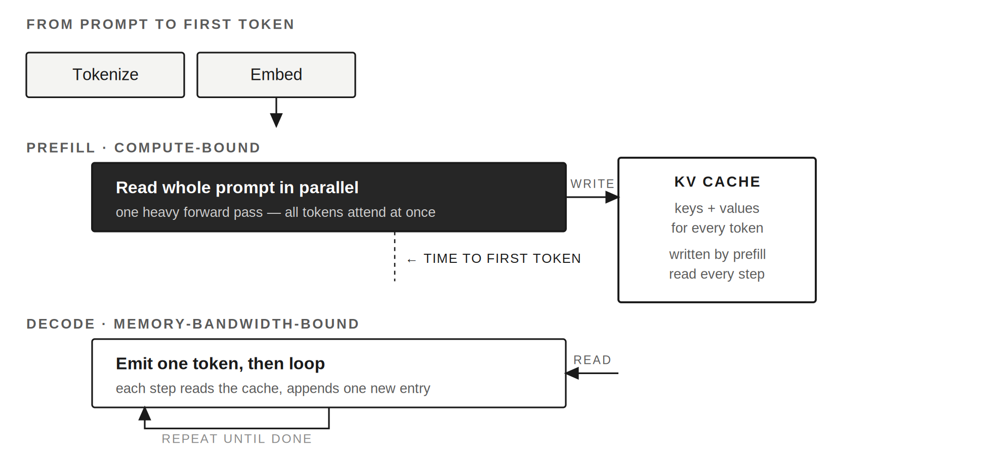 FROM PROMPT TO FIRST TOKEN
Tokenize
Embed
PREFILL · COMPUTE-BOUND
Read whole prompt in parallel
one heavy forward pass — all tokens attend at once
WRITE
KV CACHE
keys + values
for every token
written by prefill
read every step
← TIME TO FIRST TOKEN
DECODE · MEMORY-BANDWIDTH-BOUND
Emit one token, then loop
each step reads the cache, appends one new entry
READ
REPEAT UNTIL DONE